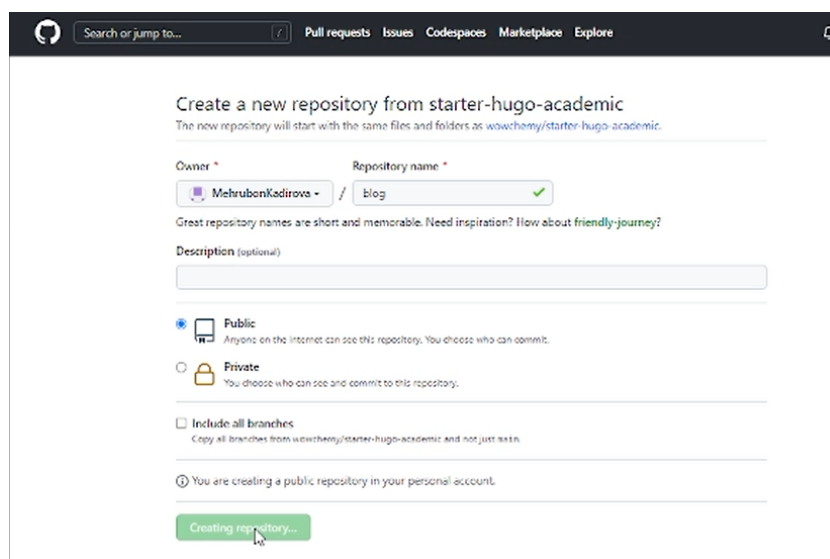 Search or jump to... /
Pull requests Issues Codespaces Marketplace Explore
Create a new repository from starter-hugo-academic
The new repository will start with the same files and folders as wowchemy/starter-hugo-academic.
Owner * Repository name *
MehrubonKadirova / blog
Great repository names are short and memorable. Need inspiration? How about friendly-journey?
Description (optional)
Public
Anyone on the internet can see this repository. You choose who can commit.
Private
You choose who can see and commit to this repository.
Include all branches
Copy all branches from wowchemy/starter-hugo-academic and not just main.
You are creating a public repository in your personal account.
Creating repository...